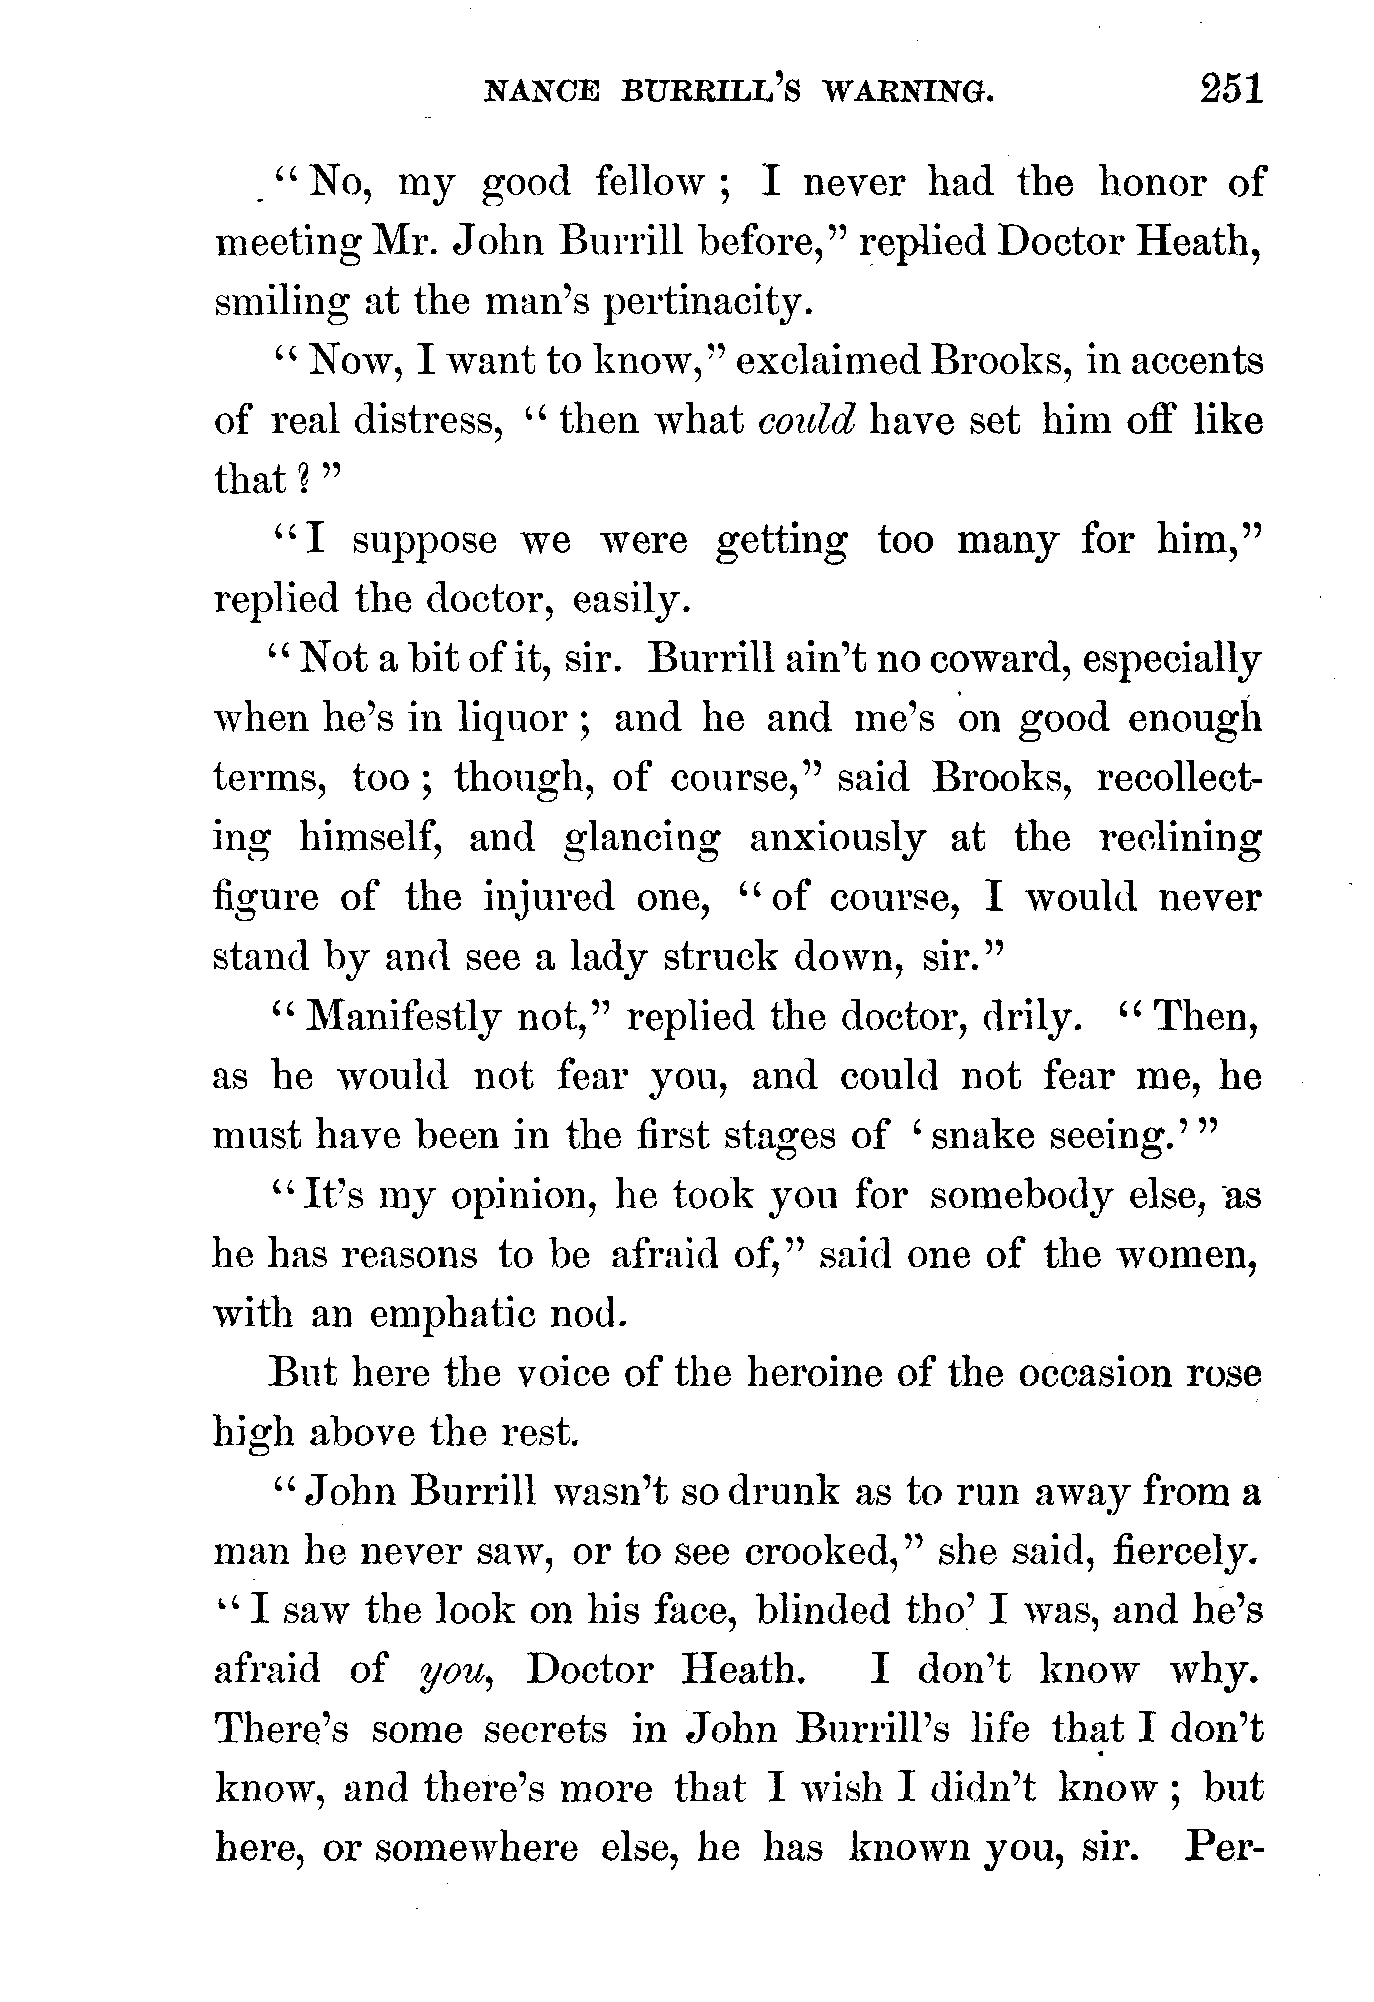 NANCE BURRILL'S WARNING. 251
"No, my good fellow; I never had the honor of
meeting Mr. John Burrill before," replied Doctor Heath,
smiling at the man's pertinacity.
"Now, I want to know," exclaimed Brooks, in accents
of real distress, "then what could have set him off like
that?"
"I suppose we were getting too many for him,"
replied the doctor, easily.
"Not a bit of it, sir. Burrill ain't no coward, especially
when he's in liquor; and he and me's on good enough
terms, too; though, of course," said Brooks, recollect-
ing himself, and glancing anxiously at the reclining
figure of the injured one, "of course, I would never
stand by and see a lady struck down, sir."
"Manifestly not," replied the doctor, drily. "Then,
as he would not fear you, and could not fear me, he
must have been in the first stages of 'snake seeing.'"
"It's my opinion, he took you for somebody else, as
he has reasons to be afraid of," said one of the women,
with an emphatic nod.
But here the voice of the heroine of the occasion rose
high above the rest.
"John Burrill wasn't so drunk as to run away from a
man he never saw, or to see crooked," she said, fiercely.
"I saw the look on his face, blinded tho' I was, and he's
afraid of you, Doctor Heath. I don't know why.
There's some secrets in John Burrill's life that I don't
know, and there's more that I wish I didn't know; but
here, or somewhere else, he has known you, sir. Per-